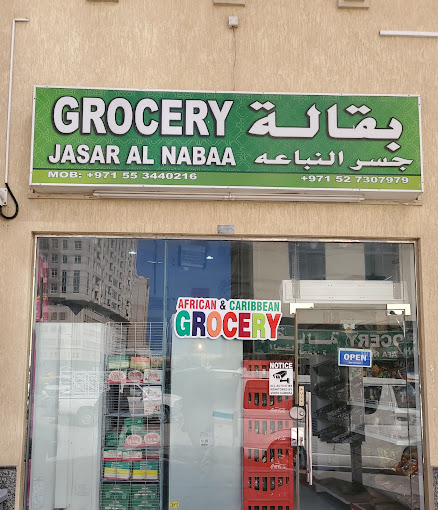 GROCERY بقالة
JASAR AL NABAA جسر النباعه
MOB: +971 55 3440216 +971 52 7307979
AFRICAN & CARIBBEAN
GROCERY
OPEN
NOTICE